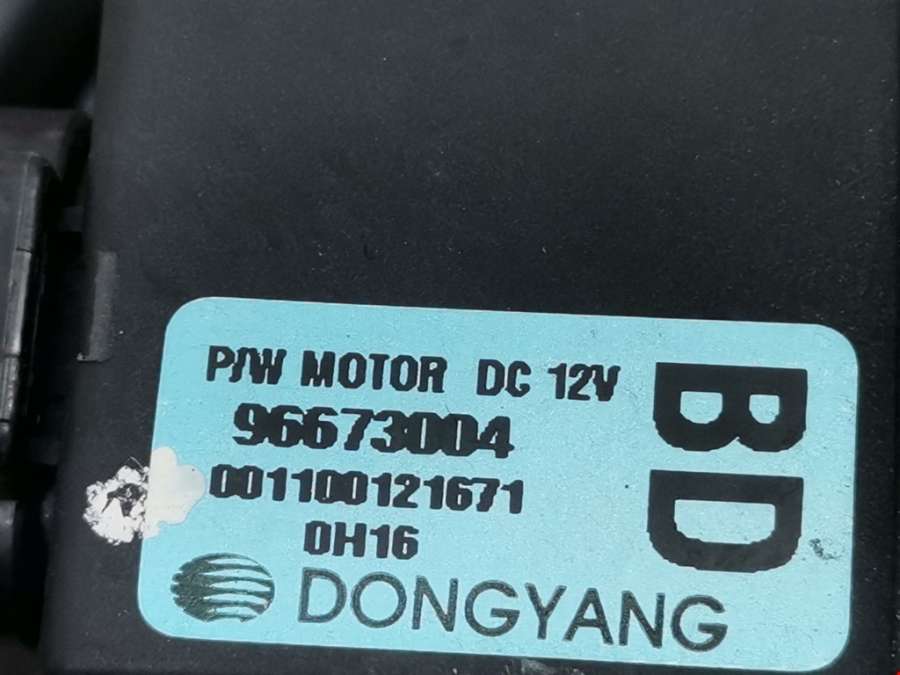 P/W MOTOR DC 12V
96673004
001100121671
0H16
DONGYANG
BD